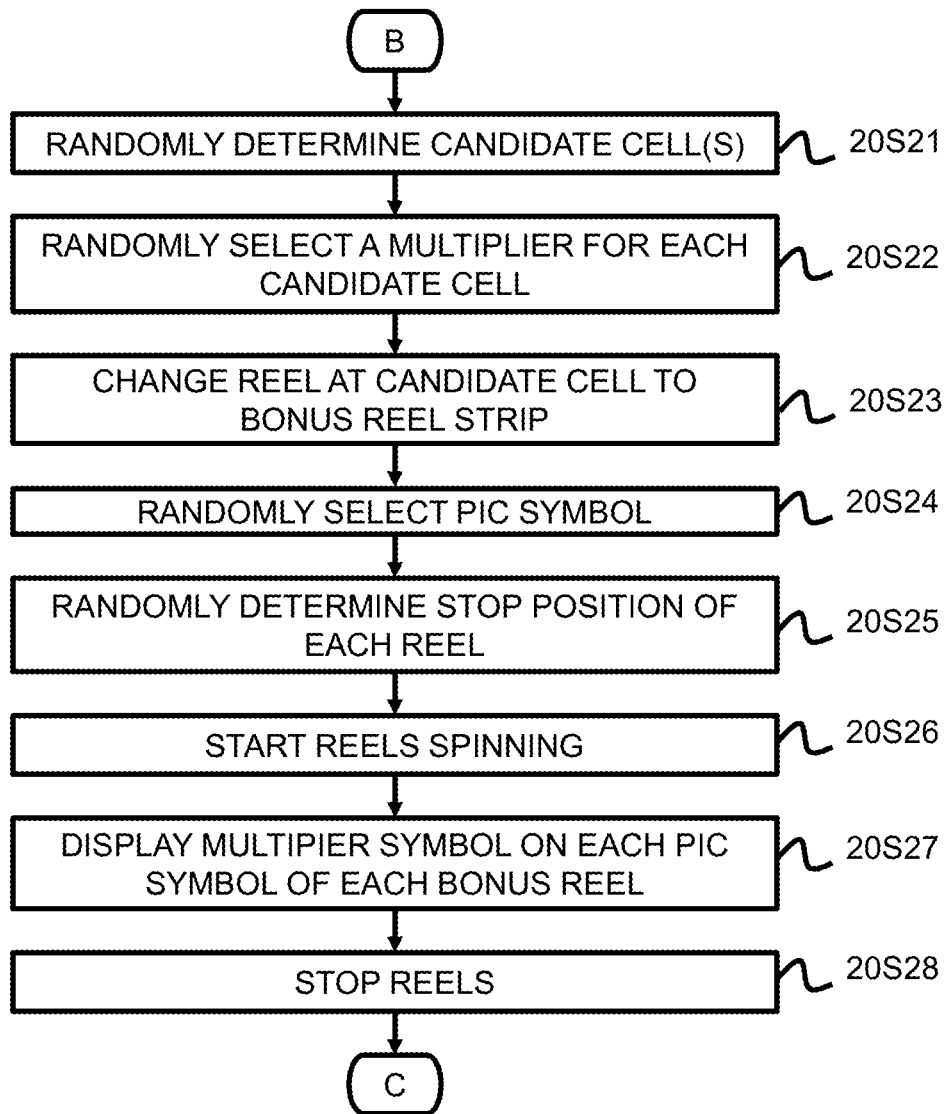 B
RANDOMLY DETERMINE CANDIDATE CELL(S)
20S21
RANDOMLY SELECT A MULTIPLIER FOR EACH
CANDIDATE CELL
20S22
CHANGE REEL AT CANDIDATE CELL TO
BONUS REEL STRIP
20S23
RANDOMLY SELECT PIC SYMBOL
20S24
RANDOMLY DETERMINE STOP POSITION OF
EACH REEL
20S25
START REELS SPINNING
20S26
DISPLAY MULTIPIER SYMBOL ON EACH PIC
SYMBOL OF EACH BONUS REEL
20S27
STOP REELS
20S28
C